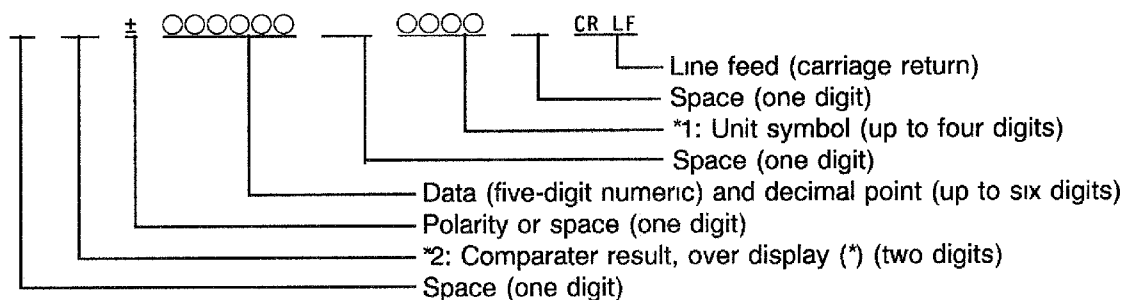 ± ○○○○○○ ○○○○ CR LF
Line feed (carriage return)
Space (one digit)
*1: Unit symbol (up to four digits)
Space (one digit)
Data (five-digit numeric) and decimal point (up to six digits)
Polarity or space (one digit)
*2: Comparater result, over display (*) (two digits)
Space (one digit)